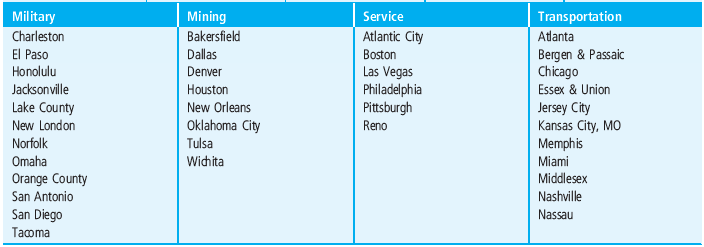 Military Mining Service Transportation
Charleston Bakersfield Atlantic City Atlanta
El Paso Dallas Boston Bergen & Passaic
Honolulu Denver Las Vegas Chicago
Jacksonville Houston Philadelphia Essex & Union
Lake County New Orleans Pittsburgh Jersey City
New London Oklahoma City Reno Kansas City, MO
Norfolk Tulsa Memphis
Omaha Wichita Miami
Orange County Middlesex
San Antonio Nashville
San Diego Nassau
Tacoma